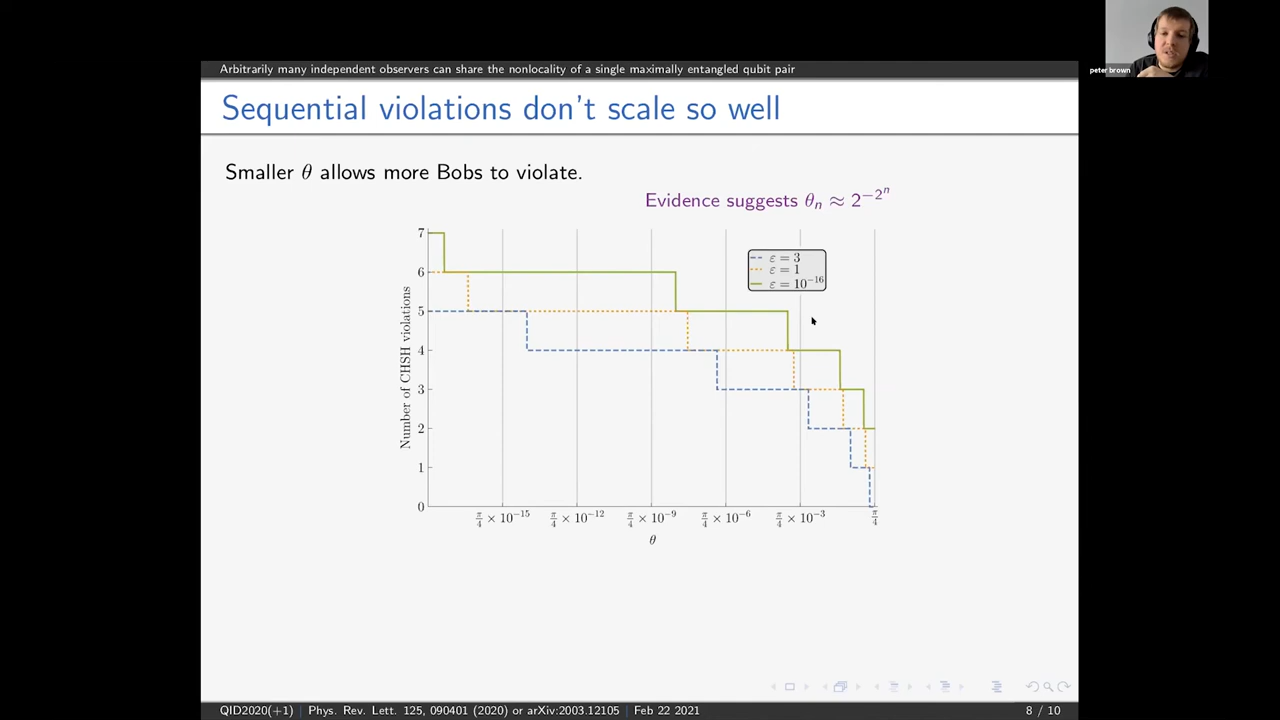 peter brown
Arbitrarily many independent observers can share the nonlocality of a single maximally entangled qubit pair
Sequential violations don't scale so well
Smaller θ allows more Bobs to violate.
Evidence suggests θₙ ≈ 2^{-2^n}
ε = 3
ε = 1
ε = 10⁻¹⁶
Number of CHSH violations
7
6
5
4
3
2
1
0
π/4 × 10⁻¹⁵ π/4 × 10⁻¹² π/4 × 10⁻⁹ π/4 × 10⁻⁶ π/4 × 10⁻³ π/4
θ
QID2020(+1) | Phys. Rev. Lett. 125, 090401 (2020) or arXiv:2003.12105 | Feb 22 2021 8 / 10